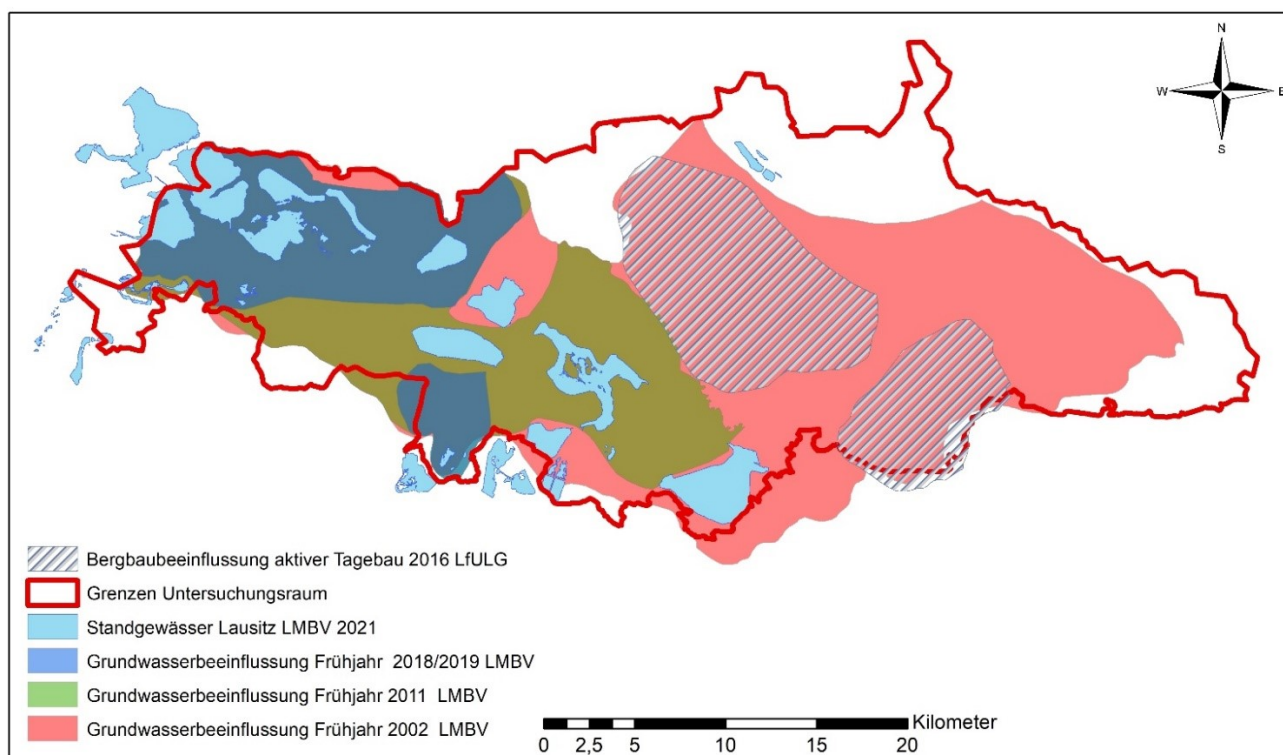 N
W E
S
Bergbaubeeinflussung aktiver Tagebau 2016 LfULG
Grenzen Untersuchungsraum
Standgewässer Lausitz LMBV 2021
Grundwasserbeeinflussung Frühjahr 2018/2019 LMBV
Grundwasserbeeinflussung Frühjahr 2011 LMBV
Grundwasserbeeinflussung Frühjahr 2002 LMBV
Kilometer
0 2,5 5 10 15 20